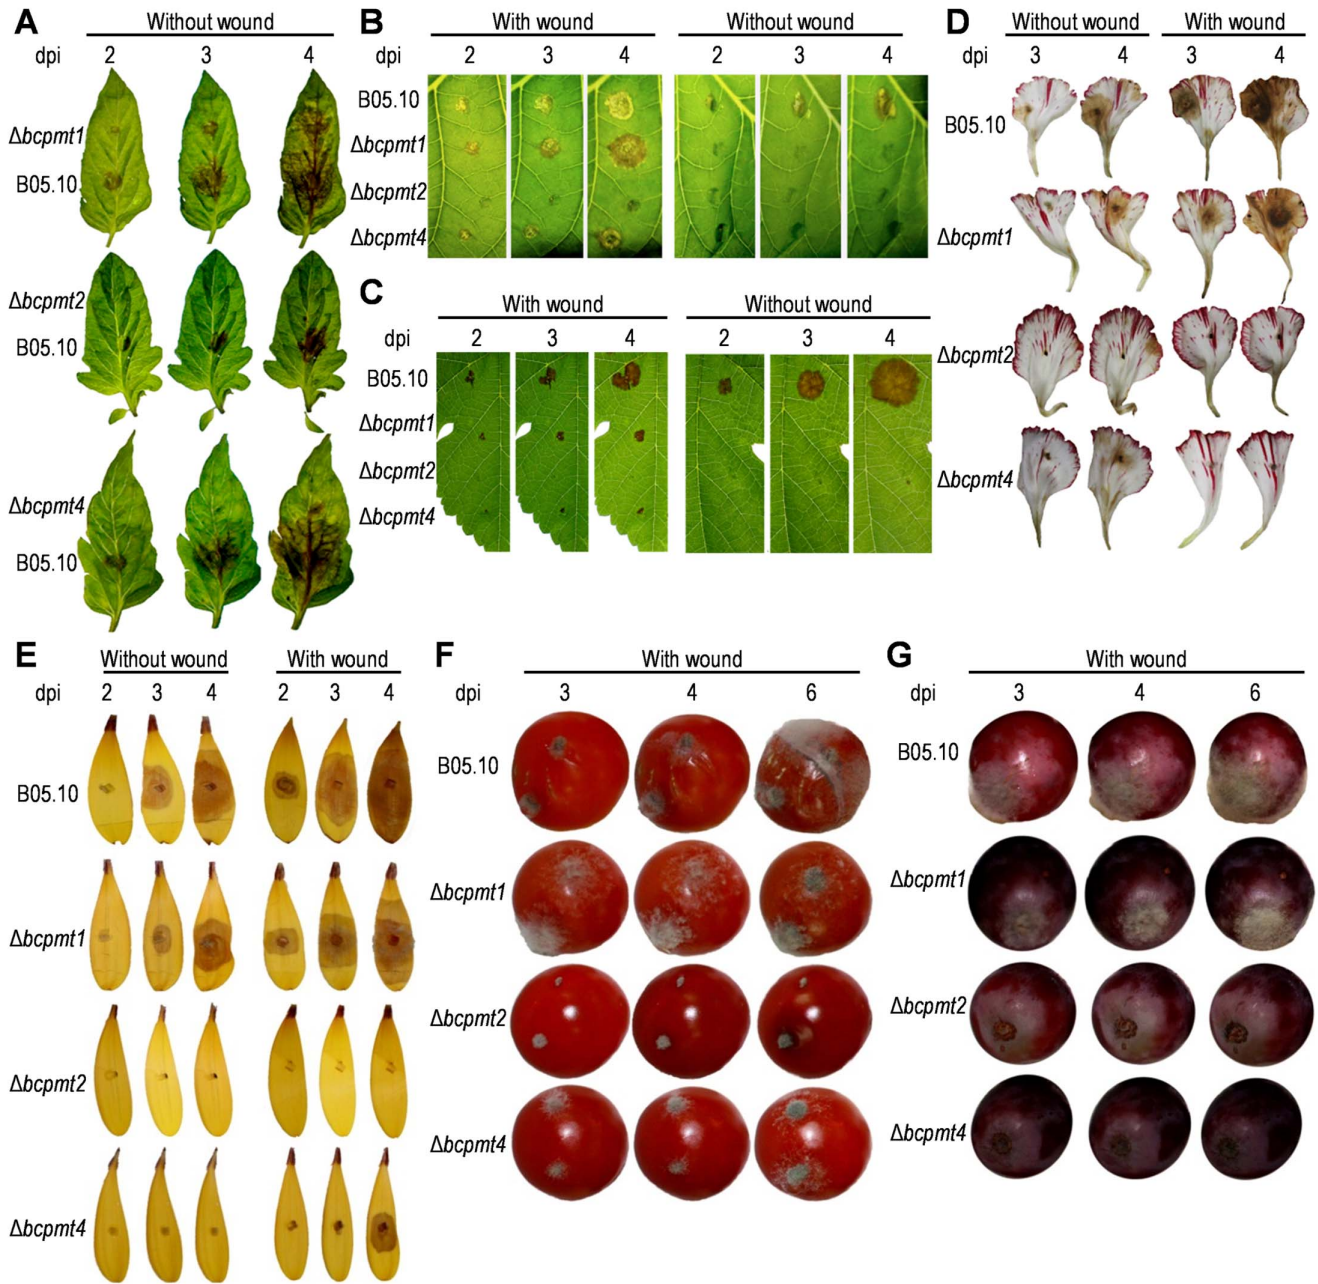 A
Without wound
dpi
2
3
4
Δbcpmt1
B05.10
Δbcpmt2
B05.10
Δbcpmt4
B05.10
B
With wound
Without wound
dpi
2
3
4
2
3
4
B05.10
Δbcpmt1
Δbcpmt2
Δbcpmt4
C
With wound
Without wound
dpi
2
3
4
2
3
4
B05.10
Δbcpmt1
Δbcpmt2
Δbcpmt4
D
Without wound
With wound
dpi
3
4
3
4
B05.10
Δbcpmt1
Δbcpmt2
Δbcpmt4
E
Without wound
With wound
dpi
2
3
4
2
3
4
B05.10
Δbcpmt1
Δbcpmt2
Δbcpmt4
F
With wound
dpi
3
4
6
B05.10
Δbcpmt1
Δbcpmt2
Δbcpmt4
G
With wound
dpi
3
4
6
B05.10
Δbcpmt1
Δbcpmt2
Δbcpmt4